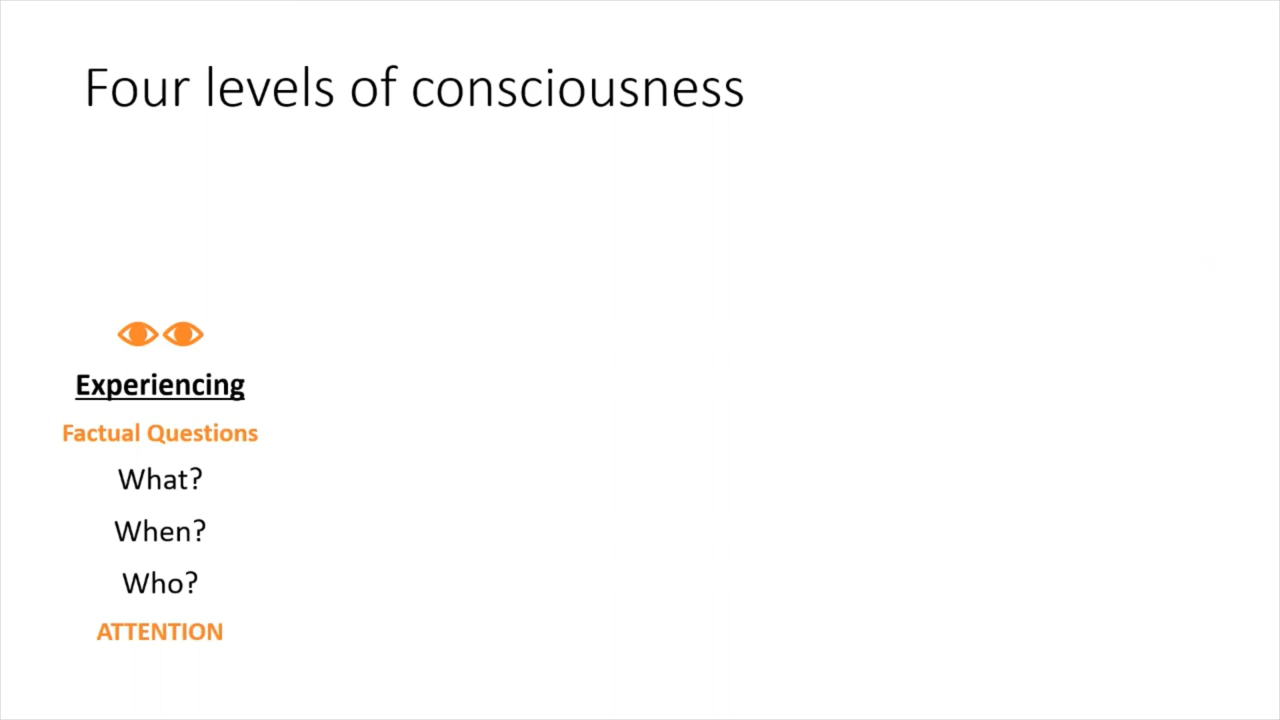 Four levels of consciousness
Experiencing
Factual Questions
What?
When?
Who?
ATTENTION